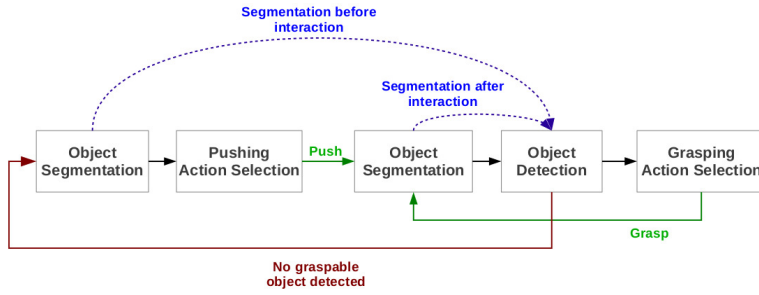 Segmentation before
interaction
Segmentation after
interaction
Object
Segmentation
Pushing
Action Selection
Push
Object
Segmentation
Object
Detection
Grasping
Action Selection
Grasp
No graspable
object detected